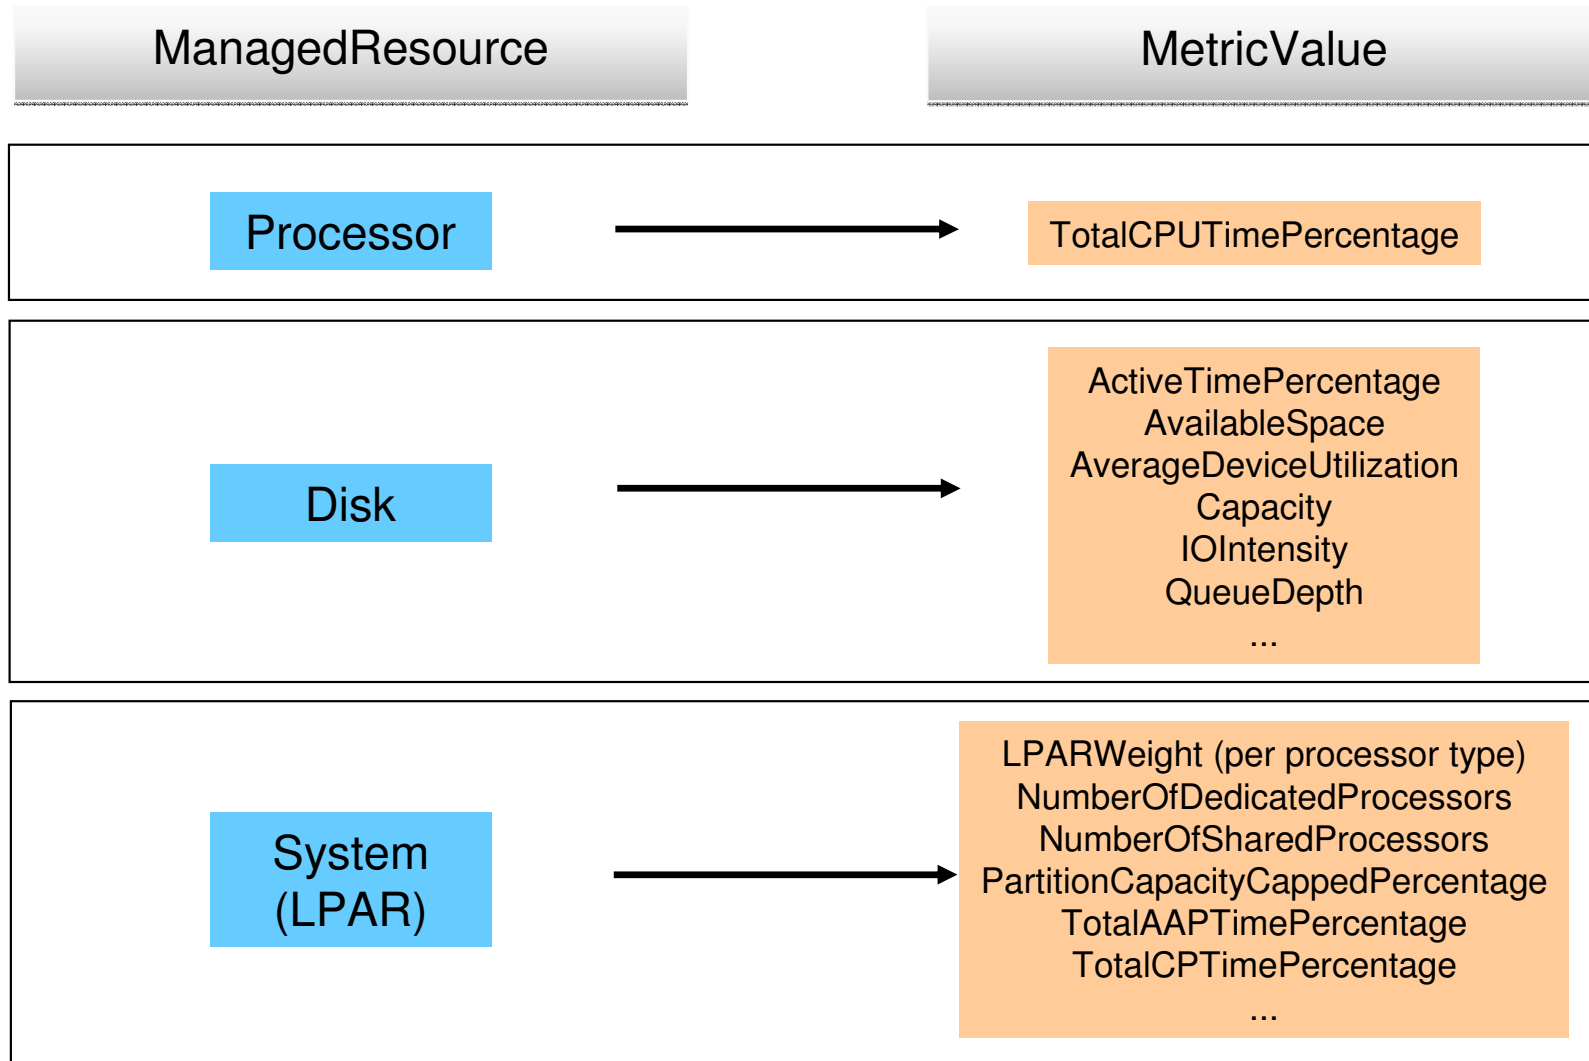 ManagedResource
MetricValue
Processor
TotalCPUTimePercentage
Disk
ActiveTimePercentage
AvailableSpace
AverageDeviceUtilization
Capacity
IOIntensity
QueueDepth
...
System
(LPAR)
LPARWeight (per processor type)
NumberOfDedicatedProcessors
NumberOfSharedProcessors
PartitionCapacityCappedPercentage
TotalAAPTimePercentage
TotalCPTimePercentage
...